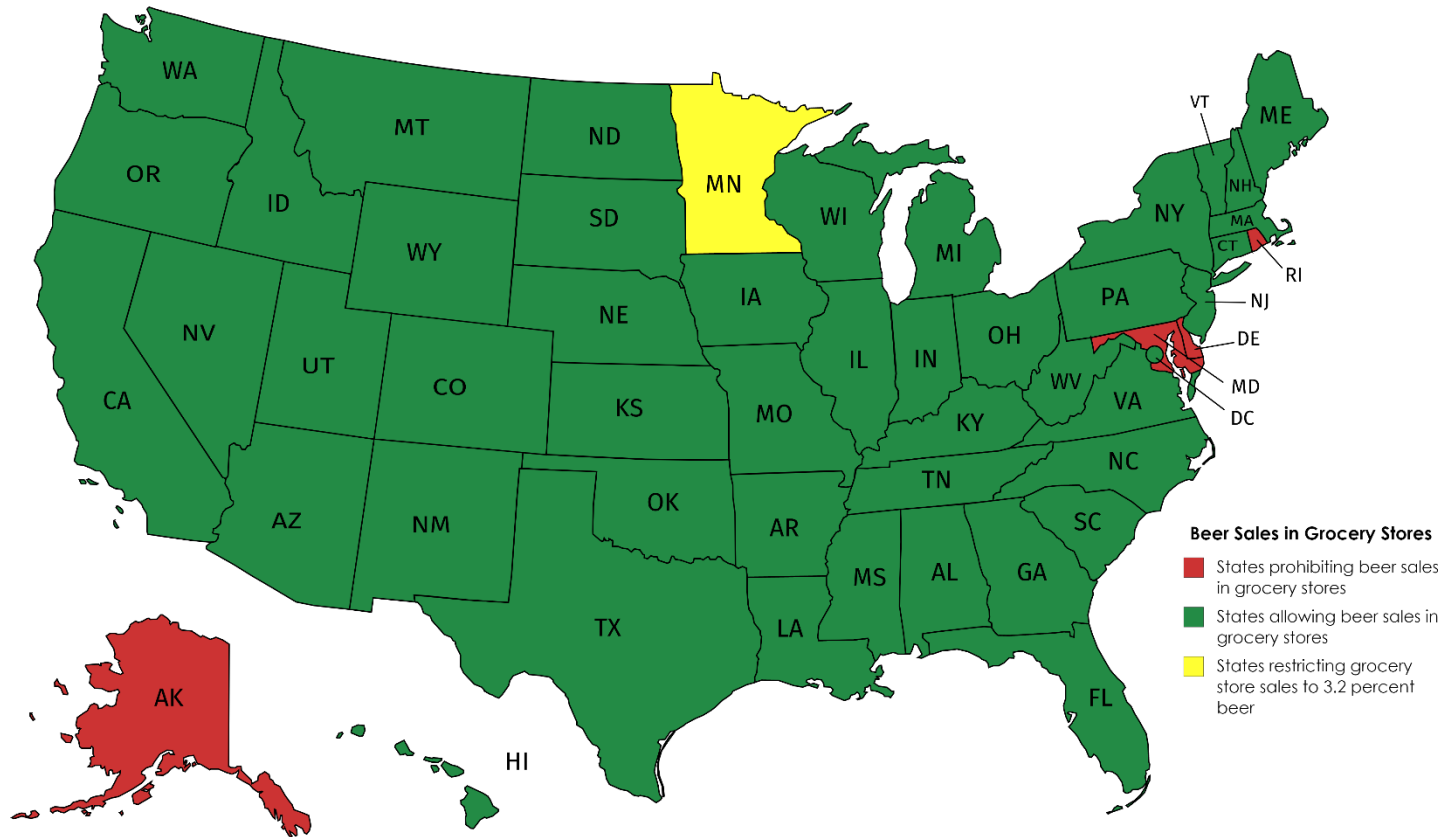 WA
MT
ND
MN
OR
ID
SD
WI
WY
MI
VT
ME
NH
NY
MA
CT
RI
IA
PA
NJ
NE
NV
OH
IL
IN
DE
UT
CO
WV
MD
CA
KS
MO
VA
DC
KY
NC
TN
OK
AZ
NM
AR
SC
MS
AL
GA
TX
LA
AK
FL
HI
Beer Sales in Grocery Stores
States prohibiting beer sales
in grocery stores
States allowing beer sales in
grocery stores
States restricting grocery
store sales to 3.2 percent
beer